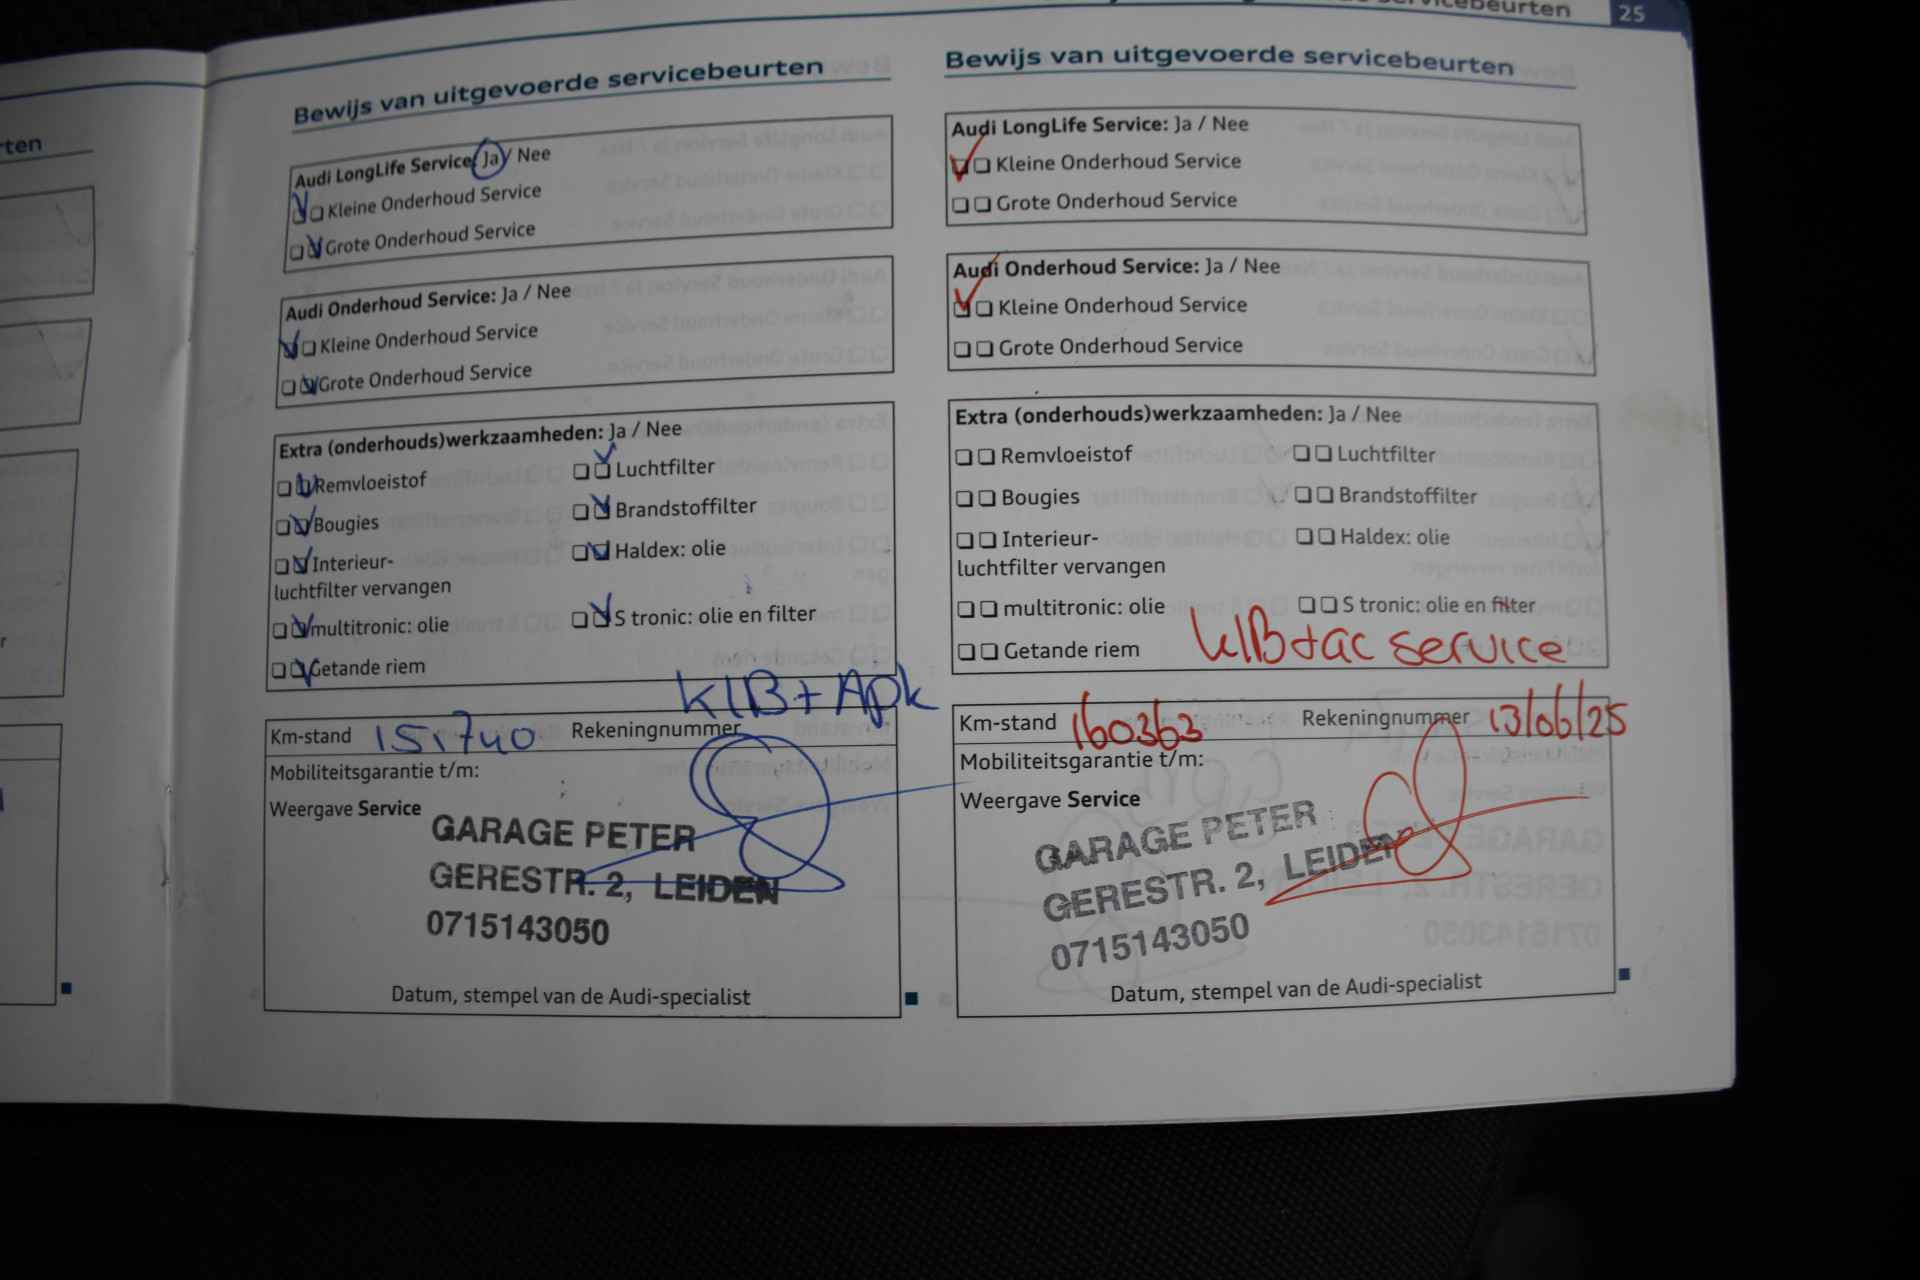 servicebeurten 25
rten
Bewijs van uitgevoerde servicebeurten
Audi LongLife Service: Ja / Nee
Kleine Onderhoud Service
Grote Onderhoud Service
Audi Onderhoud Service: Ja / Nee
Kleine Onderhoud Service
Grote Onderhoud Service
Extra (onderhouds)werkzaamheden: Ja / Nee
Remvloeistof Luchtfilter
Bougies Brandstoffilter
Interieur- Haldex: olie
luchtfilter vervangen
multitronic: olie S tronic: olie en filter
Getande riem
KlB + Apk
Km-stand 151740 Rekeningnummer
Mobiliteitsgarantie t/m:
Weergave Service
GARAGE PETER
GERESTR. 2, LEIDEN
0715143050
Datum, stempel van de Audi-specialist
Bewijs van uitgevoerde servicebeurten
Audi LongLife Service: Ja / Nee
Kleine Onderhoud Service
Grote Onderhoud Service
Audi Onderhoud Service: Ja / Nee
Kleine Onderhoud Service
Grote Onderhoud Service
Extra (onderhouds)werkzaamheden: Ja / Nee
Remvloeistof Luchtfilter
Bougies Brandstoffilter
Interieur- Haldex: olie
luchtfilter vervangen
multitronic: olie S tronic: olie en filter
Getande riem KlB + ac service
Km-stand 160363 Rekeningnummer 13/06/25
Mobiliteitsgarantie t/m:
Weergave Service
GARAGE PETER
GERESTR. 2, LEIDEN
0715143050
Datum, stempel van de Audi-specialist